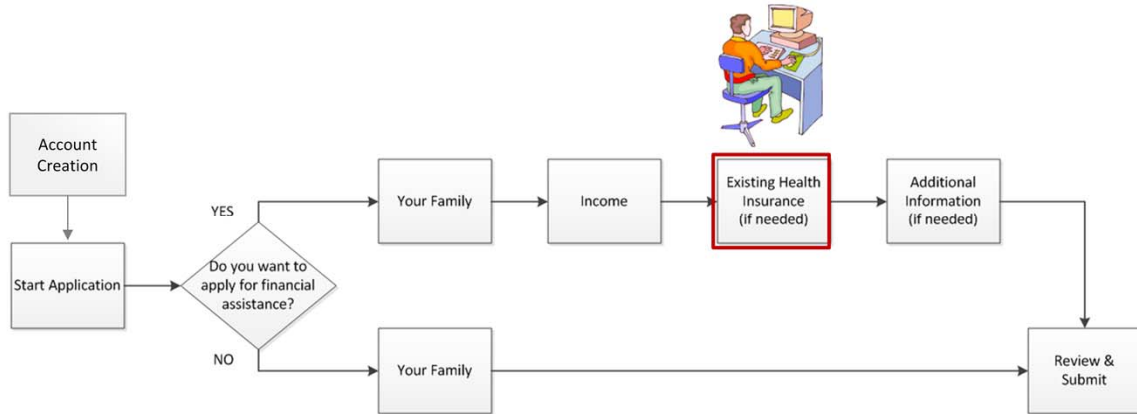 Account
Creation
Start Application
Do you want to
apply for financial
assistance?
YES
Your Family
Income
Existing Health
Insurance
(if needed)
Additional
Information
(if needed)
NO
Your Family
Review &
Submit